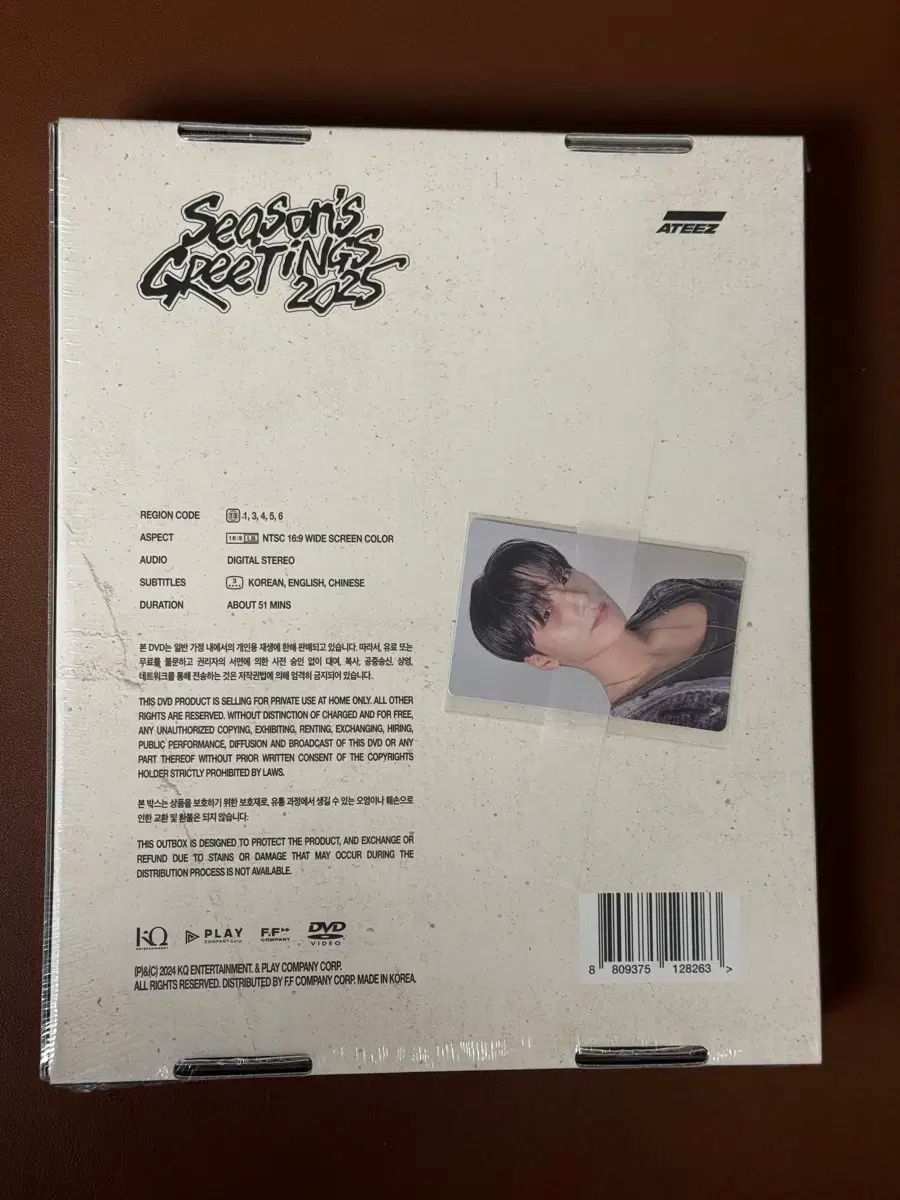 Season's
GREETINGS
2025
ATEEZ
REGION CODE 13 1, 3, 4, 5, 6
ASPECT 16:9 LB NTSC 16:9 WIDE SCREEN COLOR
AUDIO DIGITAL STEREO
SUBTITLES 3 KOREAN, ENGLISH, CHINESE
DURATION ABOUT 51 MINS
본 DVD는 일반 가정 내에서의 개인용 재생에 한해 판매되고 있습니다. 따라서, 유료 또는
무료를 불문하고 권리자의 서면에 의한 사전 승인 없이 대여, 복사, 공중송신, 상영,
네트워크를 통해 전송하는 것은 저작권법에 의해 엄격히 금지되어 있습니다.
THIS DVD PRODUCT IS SELLING FOR PRIVATE USE AT HOME ONLY. ALL OTHER
RIGHTS ARE RESERVED. WITHOUT DISTINCTION OF CHARGED AND FOR FREE,
ANY UNAUTHORIZED COPYING, EXHIBITING, RENTING, EXCHANGING, HIRING,
PUBLIC PERFORMANCE, DIFFUSION AND BROADCAST OF THIS DVD OR ANY
PART THEREOF WITHOUT PRIOR WRITTEN CONSENT OF THE COPYRIGHTS
HOLDER STRICTLY PROHIBITED BY LAWS.
본 박스는 상품을 보호하기 위한 보호재로, 유통 과정에서 생길 수 있는 오염이나 훼손으로
인한 교환 및 환불은 되지 않습니다.
THIS OUTBOX IS DESIGNED TO PROTECT THE PRODUCT, AND EXCHANGE OR
REFUND DUE TO STAINS OR DAMAGE THAT MAY OCCUR DURING THE
DISTRIBUTION PROCESS IS NOT AVAILABLE.
KQ ENTERTAINMENT PLAY COMPANY Corp. F.F COMPANY DVD VIDEO
(P)&(C) 2024 KQ ENTERTAINMENT. & PLAY COMPANY CORP.
ALL RIGHTS RESERVED. DISTRIBUTED BY F.F COMPANY CORP. MADE IN KOREA.
8 809375 128263 >